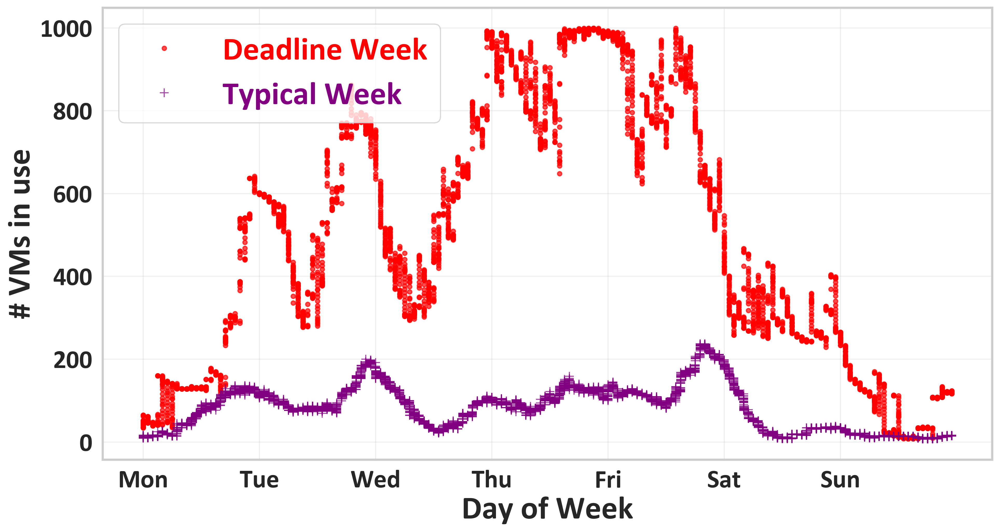 # VMs in use
1000
800
600
400
200
0
Deadline Week
Typical Week
Mon Tue Wed Thu Fri Sat Sun
Day of Week